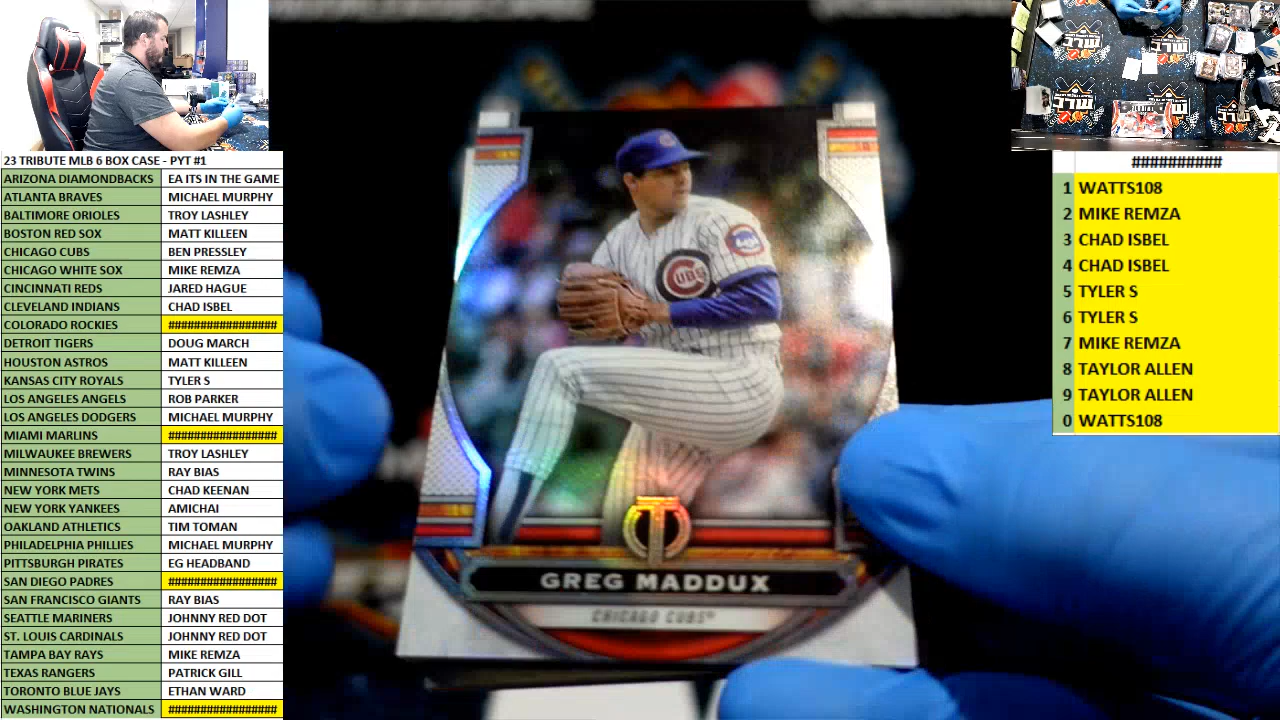 23 TRIBUTE MLB 6 BOX CASE - PYT #1
ARIZONA DIAMONDBACKS EA ITS IN THE GAME
ATLANTA BRAVES MICHAEL MURPHY
BALTIMORE ORIOLES TROY LASHLEY
BOSTON RED SOX MATT KILLEEN
CHICAGO CUBS BEN PRESSLEY
CHICAGO WHITE SOX MIKE REMZA
CINCINNATI REDS JARED HAGUE
CLEVELAND INDIANS CHAD ISBEL
COLORADO ROCKIES #################
DETROIT TIGERS DOUG MARCH
HOUSTON ASTROS MATT KILLEEN
KANSAS CITY ROYALS TYLER S
LOS ANGELES ANGELS ROB PARKER
LOS ANGELES DODGERS MICHAEL MURPHY
MIAMI MARLINS #################
MILWAUKEE BREWERS TROY LASHLEY
MINNESOTA TWINS RAY BIAS
NEW YORK METS CHAD KEENAN
NEW YORK YANKEES AMICHAI
OAKLAND ATHLETICS TIM TOMAN
PHILADELPHIA PHILLIES MICHAEL MURPHY
PITTSBURGH PIRATES EG HEADBAND
SAN DIEGO PADRES #################
SAN FRANCISCO GIANTS RAY BIAS
SEATTLE MARINERS JOHNNY RED DOT
ST. LOUIS CARDINALS JOHNNY RED DOT
TAMPA BAY RAYS MIKE REMZA
TEXAS RANGERS PATRICK GILL
TORONTO BLUE JAYS ETHAN WARD
WASHINGTON NATIONALS #################
CUBS
T
GREG MADDUX
CHICAGO CUBS
##########
1 WATTS108
2 MIKE REMZA
3 CHAD ISBEL
4 CHAD ISBEL
5 TYLER S
6 TYLER S
7 MIKE REMZA
8 TAYLOR ALLEN
9 TAYLOR ALLEN
0 WATTS108